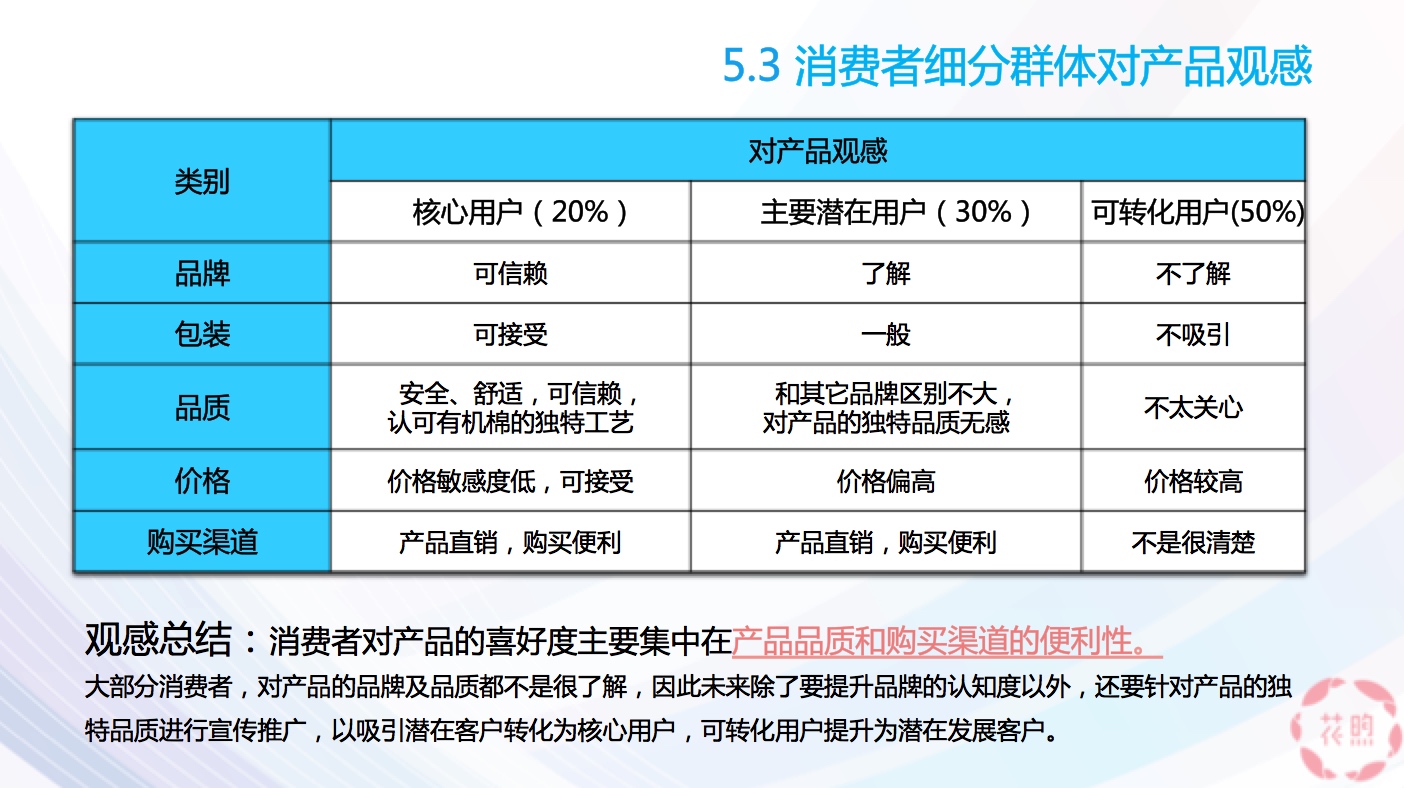 5.3 消费者细分群体对产品观感
类别
对产品观感
核心用户（20%）
主要潜在用户（30%）
可转化用户(50%)
品牌
可信赖
了解
不了解
包装
可接受
一般
不吸引
品质
安全、舒适，可信赖，
认可有机棉的独特工艺
和其它品牌区别不大，
对产品的独特品质无感
不太关心
价格
价格敏感度低，可接受
价格偏高
价格较高
购买渠道
产品直销，购买便利
产品直销，购买便利
不是很清楚
观感总结：消费者对产品的喜好度主要集中在产品品质和购买渠道的便利性。
大部分消费者，对产品的品牌及品质都不是很了解，因此未来除了要提升品牌的认知度以外，还要针对产品的独
特品质进行宣传推广，以吸引潜在客户转化为核心用户，可转化用户提升为潜在发展客户。
花煦